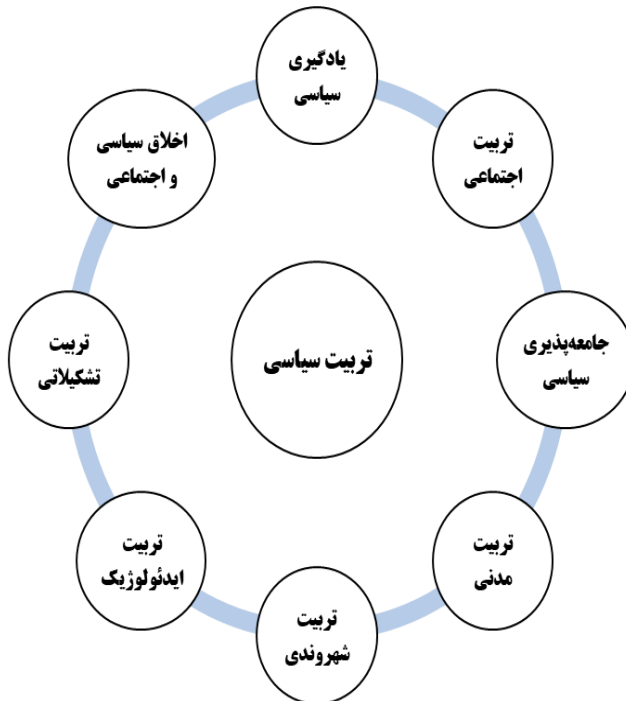 یادگیری
سیاسی
تربیت
اجتماعی
جامعه‌پذیری
سیاسی
تربیت
مدنی
تربیت
شهروندی
تربیت
ایدئولوژیک
تربیت
تشکیلاتی
اخلاق سیاسی
و اجتماعی
تربیت سیاسی